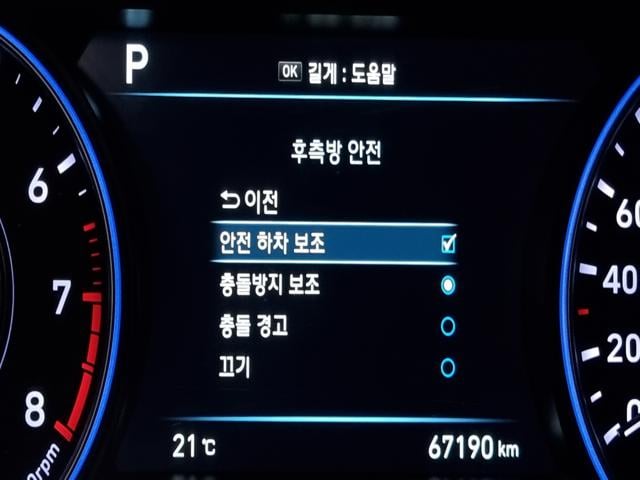 P
OK 길게 : 도움말
후측방 안전
이전
안전 하차 보조
충돌방지 보조
충돌 경고
끄기
21℃
67190 km
6
7
8
60
40
20
0
rpm